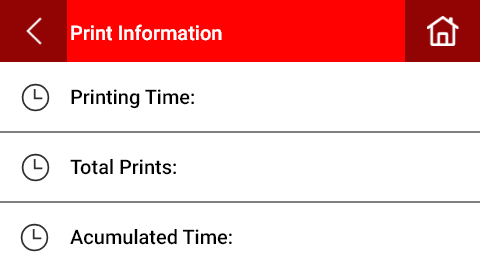 Print Information
Printing Time:
Total Prints:
Acumulated Time: